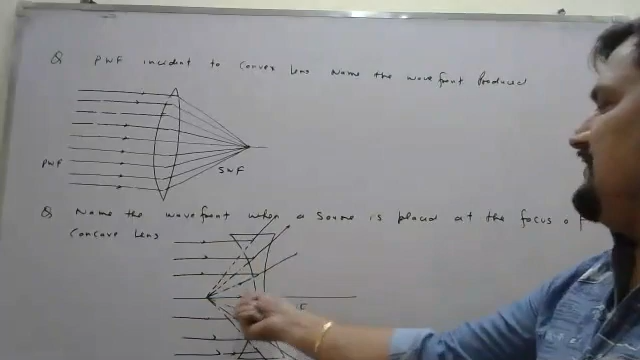 Q PWF incident to Convex Lens Name the wavefront Produced
PWF
SWF
Q Name the wavefront when a Source is placed at the focus of
Concave Lens